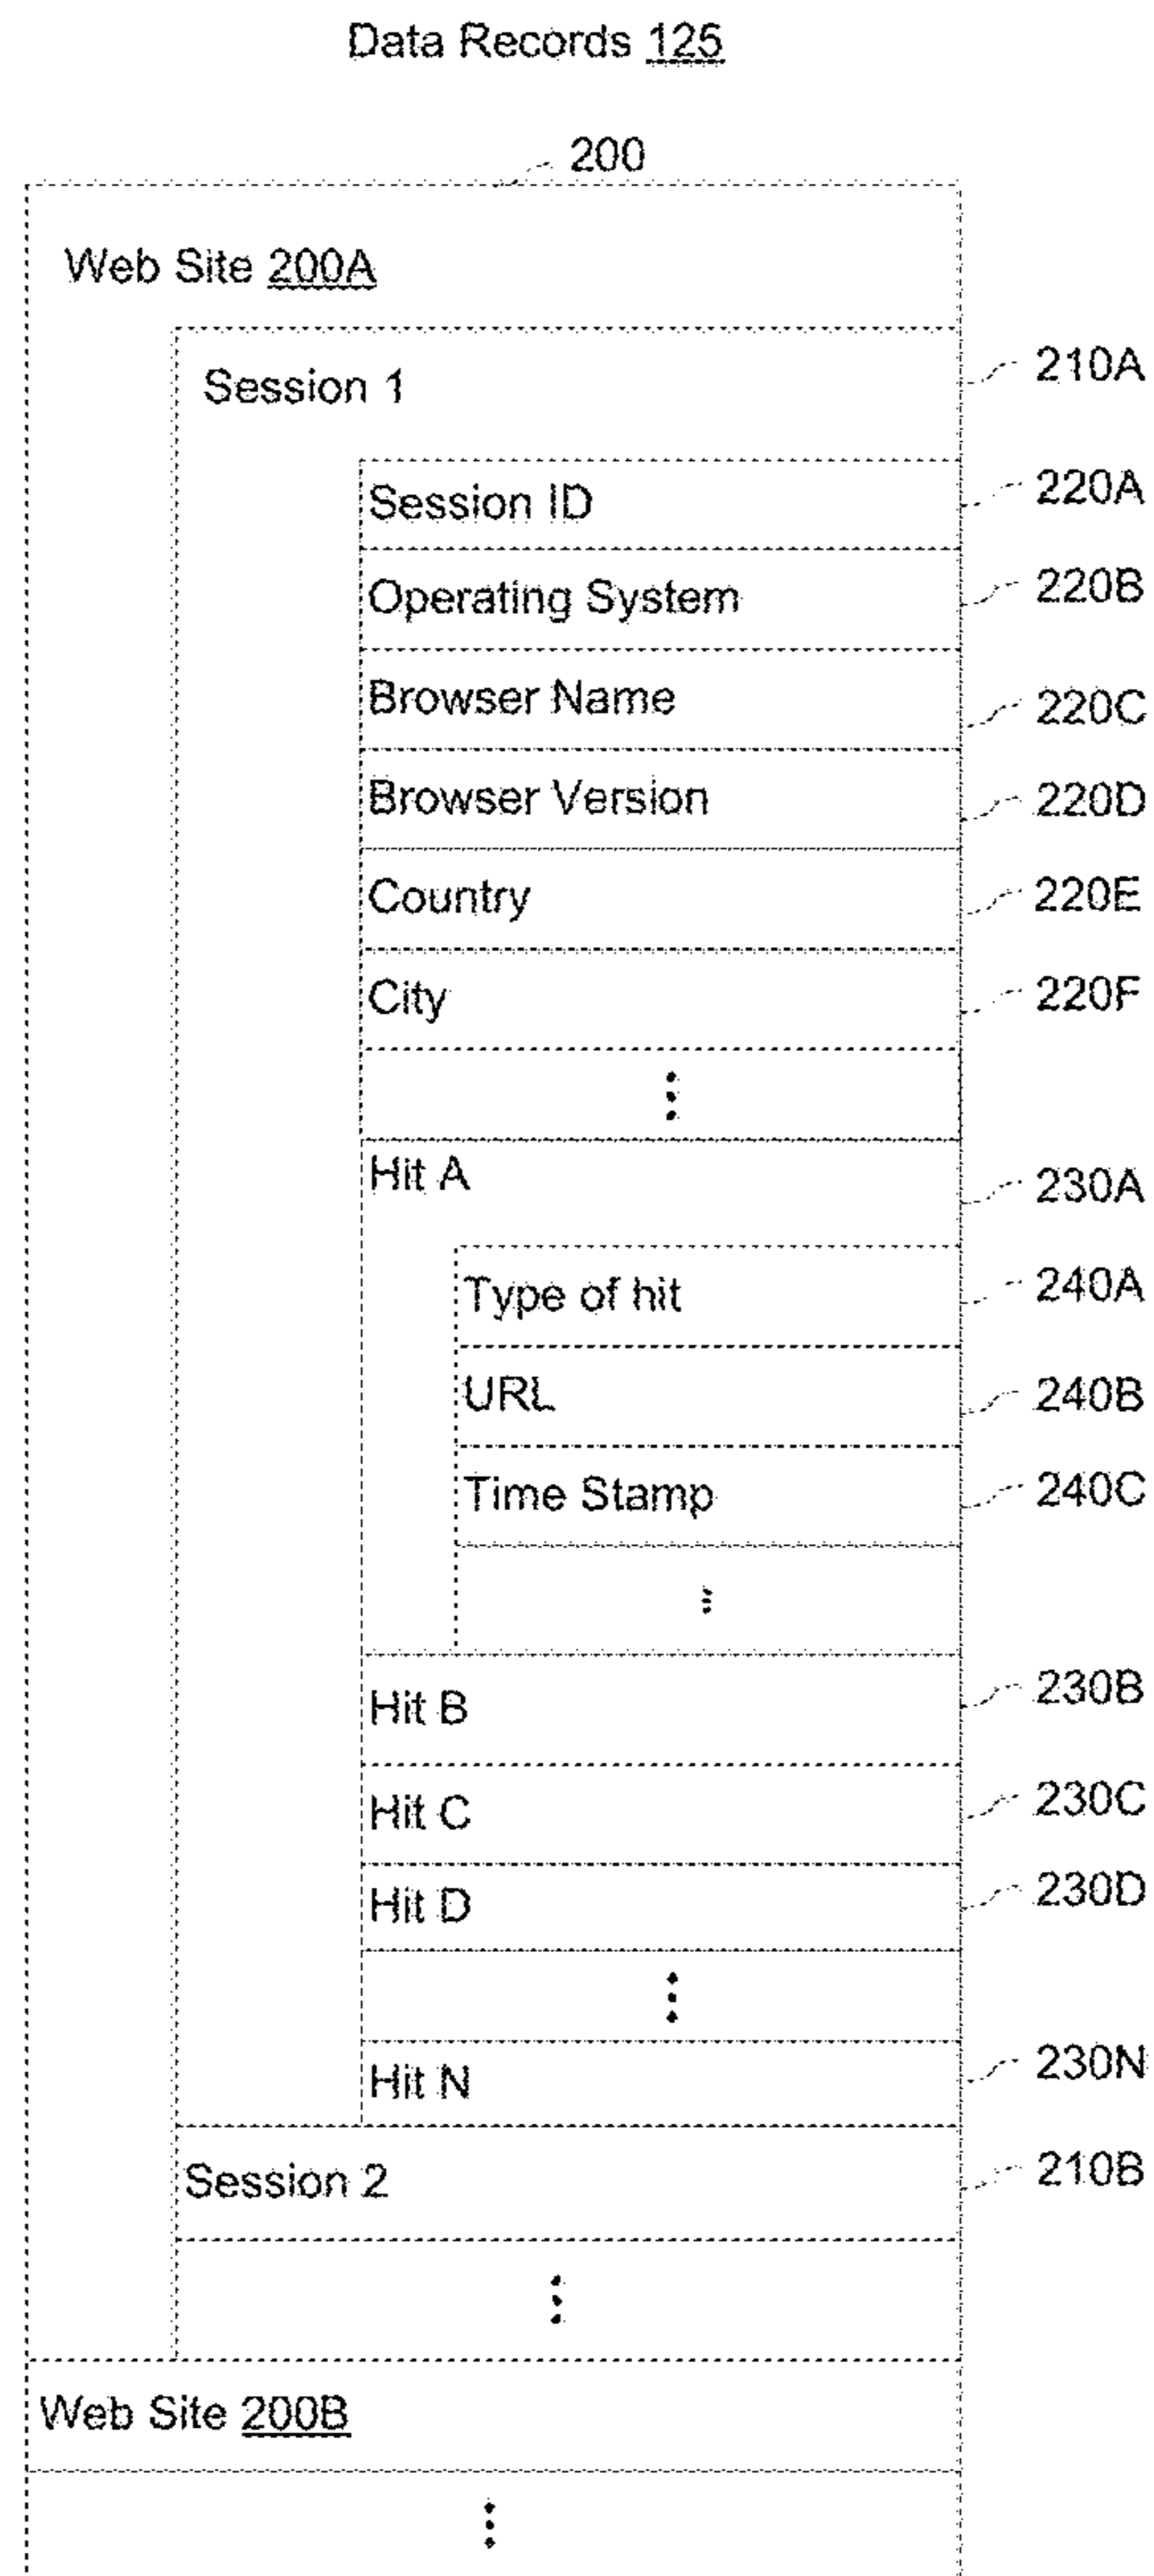 Data Records 125
200
Web Site 200A
210A
Session 1
220A
Session ID
220B
Operating System
220C
Browser Name
220D
Browser Version
220E
Country
220F
City
230A
Hit A
240A
Type of hit
240B
URL
240C
Time Stamp
230B
Hit B
230C
Hit C
230D
Hit D
230N
Hit N
210B
Session 2
Web Site 200B